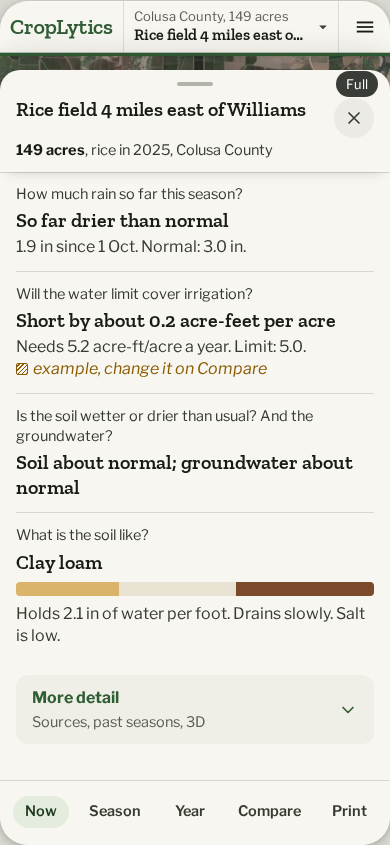 CropLytics
Colusa County, 149 acres
Rice field 4 miles east o...
Full
Rice field 4 miles east of Williams
149 acres, rice in 2025, Colusa County
How much rain so far this season?
So far drier than normal
1.9 in since 1 Oct. Normal: 3.0 in.
Will the water limit cover irrigation?
Short by about 0.2 acre-feet per acre
Needs 5.2 acre-ft/acre a year. Limit: 5.0.
example, change it on Compare
Is the soil wetter or drier than usual? And the
groundwater?
Soil about normal; groundwater about
normal
What is the soil like?
Clay loam
Holds 2.1 in of water per foot. Drains slowly. Salt
is low.
More detail
Sources, past seasons, 3D
Now Season Year Compare Print